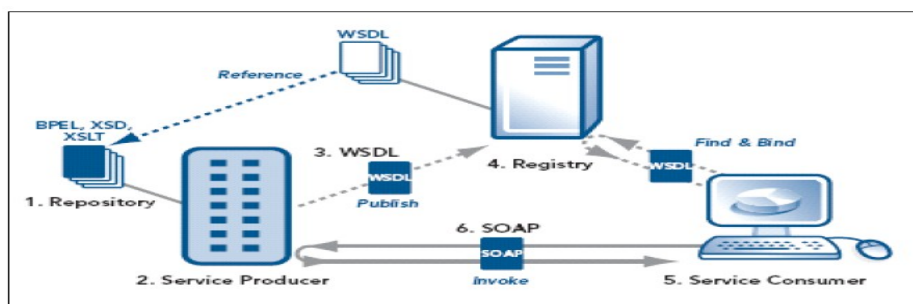 WSDL
Reference
BPEL, XSD,
XSLT
1. Repository
3. WSDL
WSDL
Publish
4. Registry
Find & Bind
WSDL
2. Service Producer
6. SOAP
SOAP
Invoke
5. Service Consumer